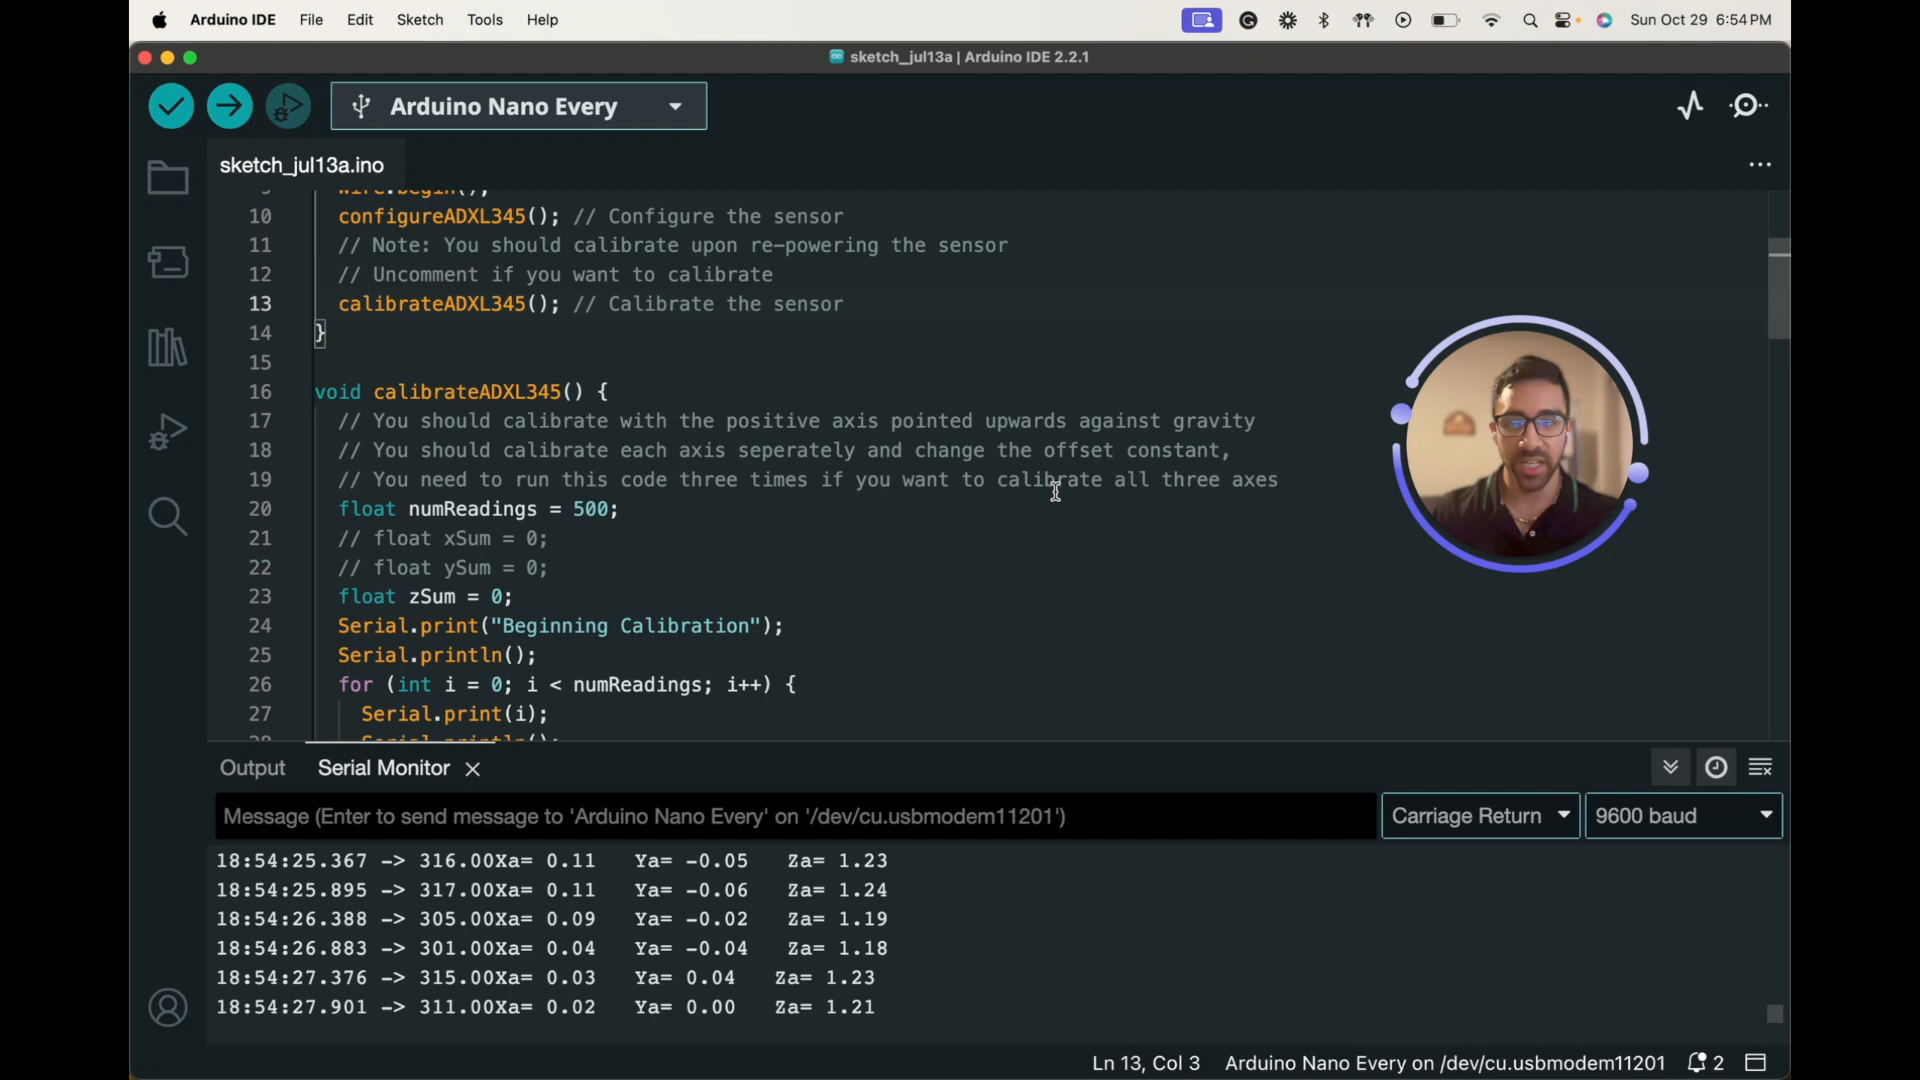 Arduino IDE File Edit Sketch Tools Help Sun Oct 29 6:54 PM
sketch_jul13a | Arduino IDE 2.2.1
Arduino Nano Every
sketch_jul13a.ino
9 Wire.begin();
10 configureADXL345(); // Configure the sensor
11 // Note: You should calibrate upon re-powering the sensor
12 // Uncomment if you want to calibrate
13 calibrateADXL345(); // Calibrate the sensor
14 }
15
16 void calibrateADXL345() {
17 // You should calibrate with the positive axis pointed upwards against gravity
18 // You should calibrate each axis seperately and change the offset constant,
19 // You need to run this code three times if you want to calibrate all three axes
20 float numReadings = 500;
21 // float xSum = 0;
22 // float ySum = 0;
23 float zSum = 0;
24 Serial.print("Beginning Calibration");
25 Serial.println();
26 for (int i = 0; i < numReadings; i++) {
27 Serial.print(i);
28 Serial.println();
Output Serial Monitor
Message (Enter to send message to 'Arduino Nano Every' on '/dev/cu.usbmodem11201') Carriage Return 9600 baud
18:54:25.367 -> 316.00Xa= 0.11 Ya= -0.05 Za= 1.23
18:54:25.895 -> 317.00Xa= 0.11 Ya= -0.06 Za= 1.24
18:54:26.388 -> 305.00Xa= 0.09 Ya= -0.02 Za= 1.19
18:54:26.883 -> 301.00Xa= 0.04 Ya= -0.04 Za= 1.18
18:54:27.376 -> 315.00Xa= 0.03 Ya= 0.04 Za= 1.23
18:54:27.901 -> 311.00Xa= 0.02 Ya= 0.00 Za= 1.21
Ln 13, Col 3 Arduino Nano Every on /dev/cu.usbmodem11201 2